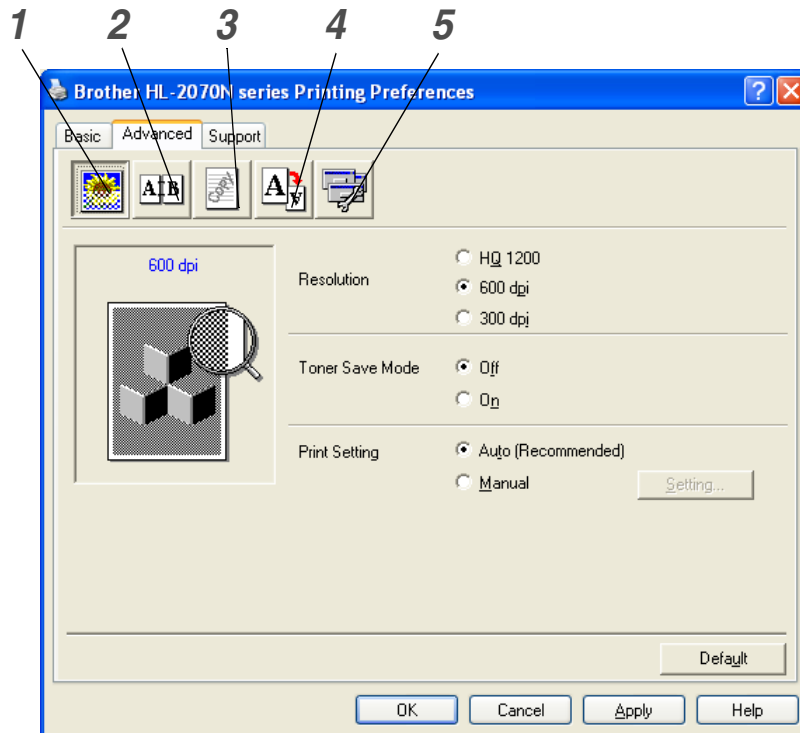 1 2 3 4 5
Brother HL-2070N series Printing Preferences
Basic Advanced Support
A B COPY A A
600 dpi
Resolution
HQ 1200
600 dpi
300 dpi
Toner Save Mode
Off
On
Print Setting
Auto (Recommended)
Manual
Setting...
Default
OK Cancel Apply Help